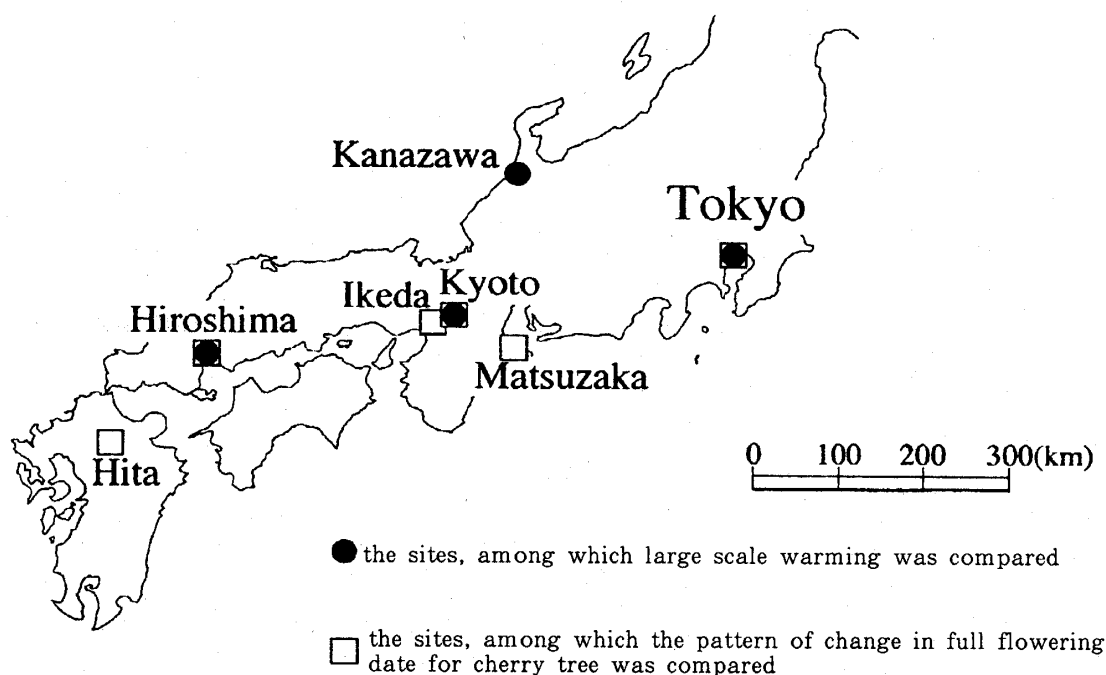 Kanazawa
Tokyo
Ikeda
Kyoto
Hiroshima
Matsuzaka
Hita
0 100 200 300(km)
the sites, among which large scale warming was compared
the sites, among which the pattern of change in full flowering
date for cherry tree was compared